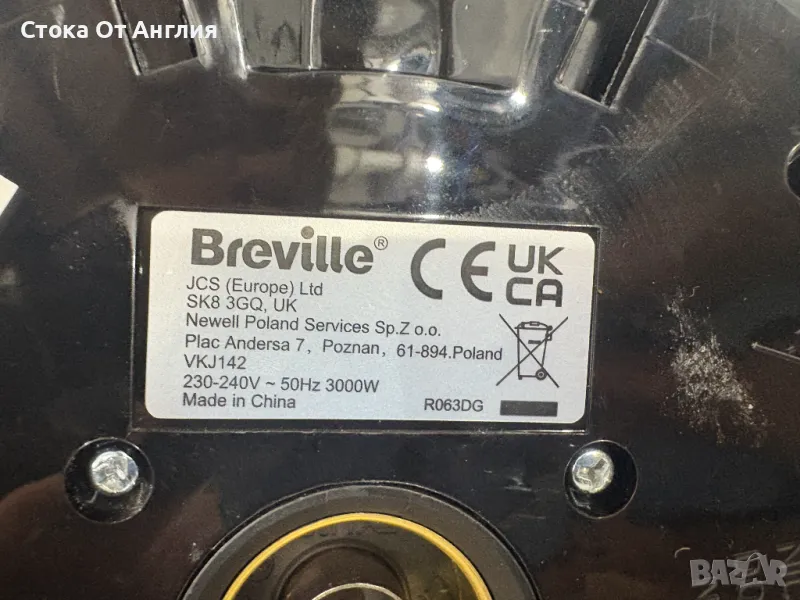 Стока От Англия
Breville®
CE UK CA
JCS (Europe) Ltd
SK8 3GQ, UK
Newell Poland Services Sp.Z o.o.
Plac Andersa 7, Poznan, 61-894.Poland
VKJ142
230-240V ~ 50Hz 3000W
Made in China
R063DG
BAZAR